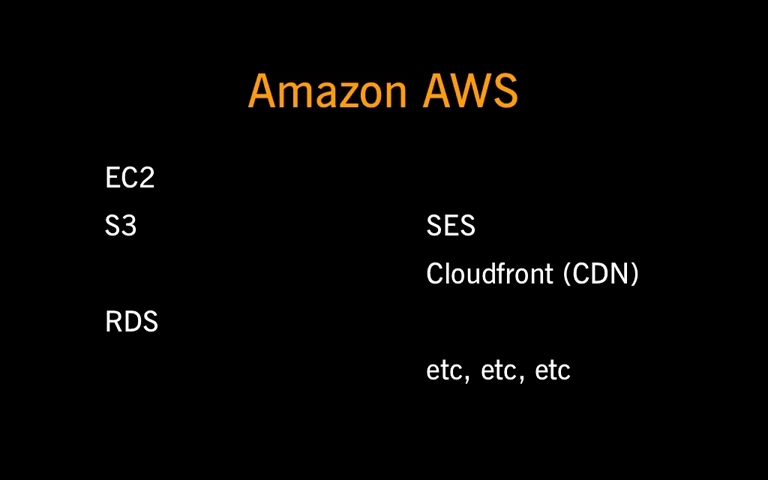 Amazon AWS
EC2
S3
RDS
SES
Cloudfront (CDN)
etc, etc, etc